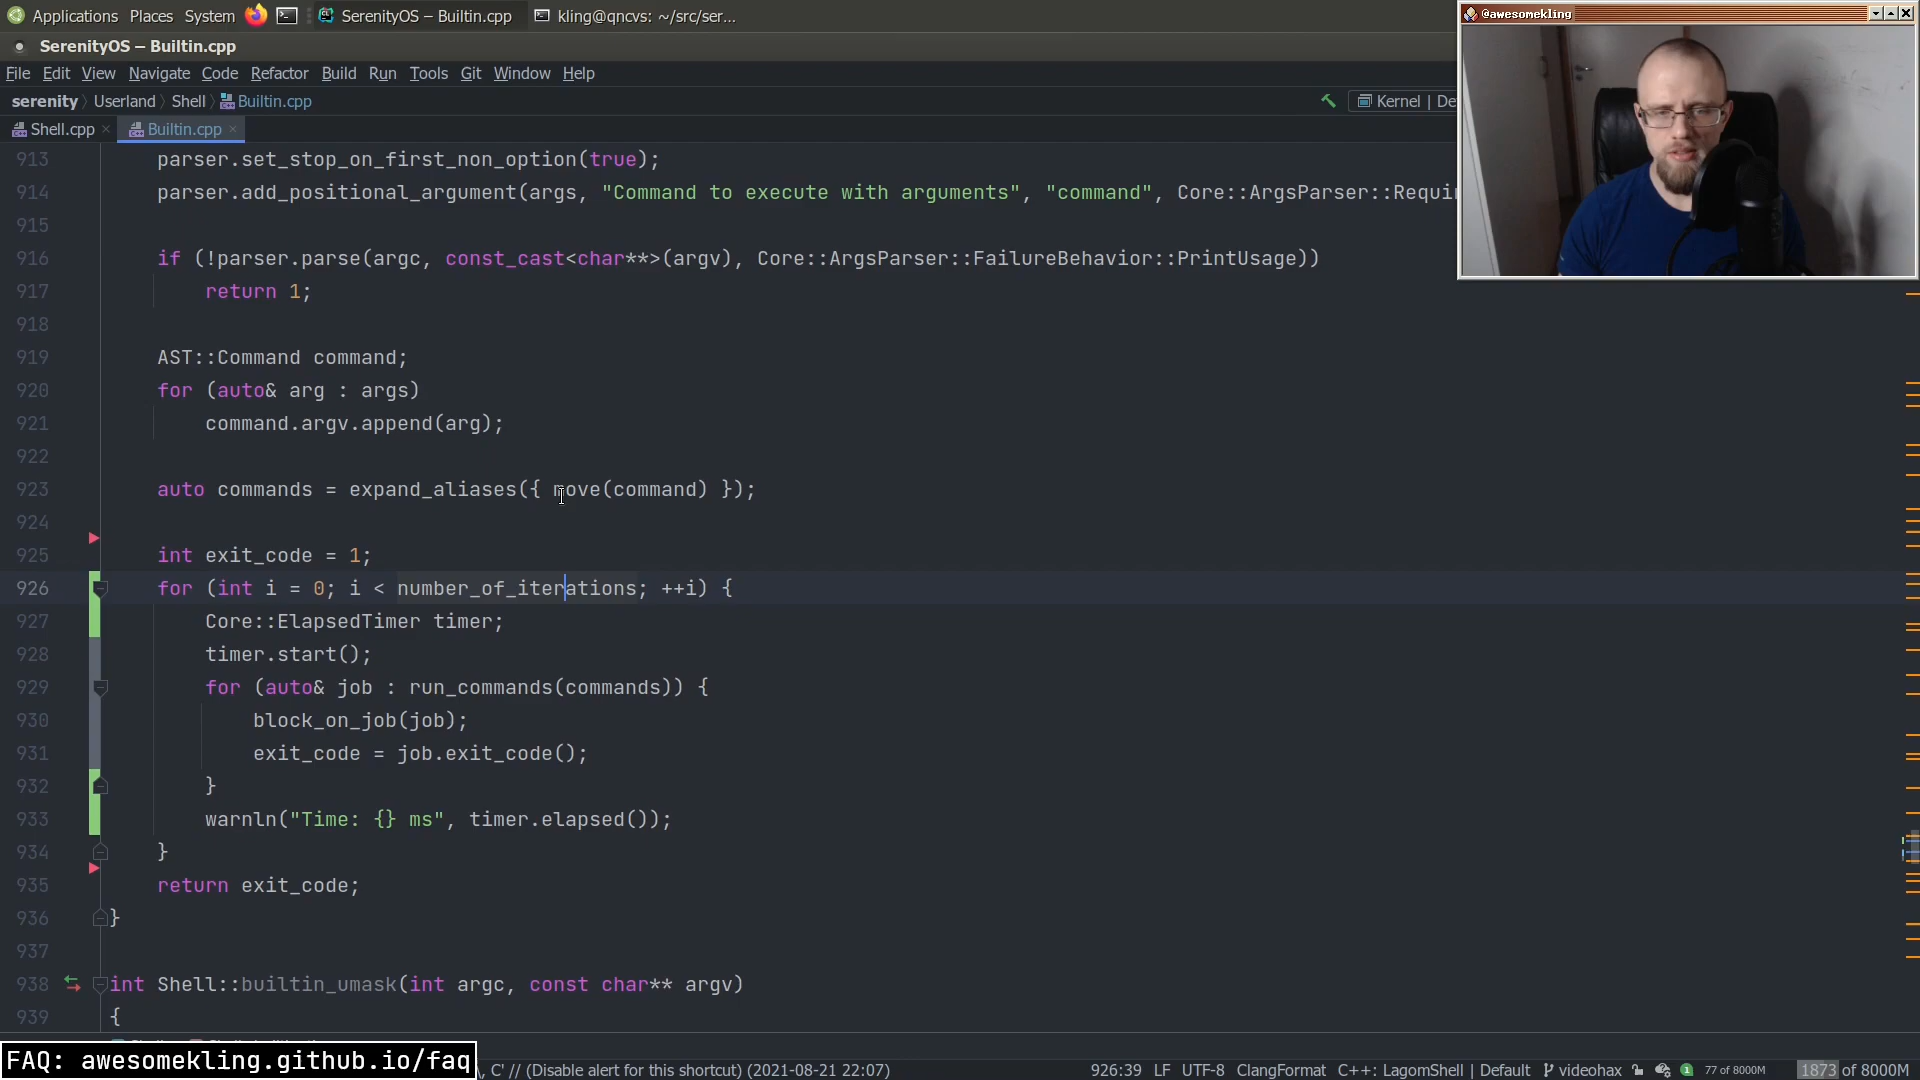 Applications Places System SerenityOS – Builtin.cpp kling@qncvs: ~/src/ser...
@awesomekling
SerenityOS – Builtin.cpp
File Edit View Navigate Code Refactor Build Run Tools Git Window Help
serenity Userland Shell Builtin.cpp Kernel | De
Shell.cpp Builtin.cpp
913 parser.set_stop_on_first_non_option(true);
914 parser.add_positional_argument(args, "Command to execute with arguments", "command", Core::ArgsParser::Requir
915
916 if (!parser.parse(argc, const_cast<char**>(argv), Core::ArgsParser::FailureBehavior::PrintUsage))
917 return 1;
918
919 AST::Command command;
920 for (auto& arg : args)
921 command.argv.append(arg);
922
923 auto commands = expand_aliases({ move(command) });
924
925 int exit_code = 1;
926 for (int i = 0; i < number_of_iterations; ++i) {
927 Core::ElapsedTimer timer;
928 timer.start();
929 for (auto& job : run_commands(commands)) {
930 block_on_job(job);
931 exit_code = job.exit_code();
932 }
933 warnln("Time: {} ms", timer.elapsed());
934 }
935 return exit_code;
936 }
937
938 int Shell::builtin_umask(int argc, const char** argv)
939 {
FAQ: awesomekling.github.io/faq
, C' // (Disable alert for this shortcut) (2021-08-21 22:07) 926:39 LF UTF-8 ClangFormat C++: LagomShell | Default videohax 1 77 of 8000M 1873 of 8000M